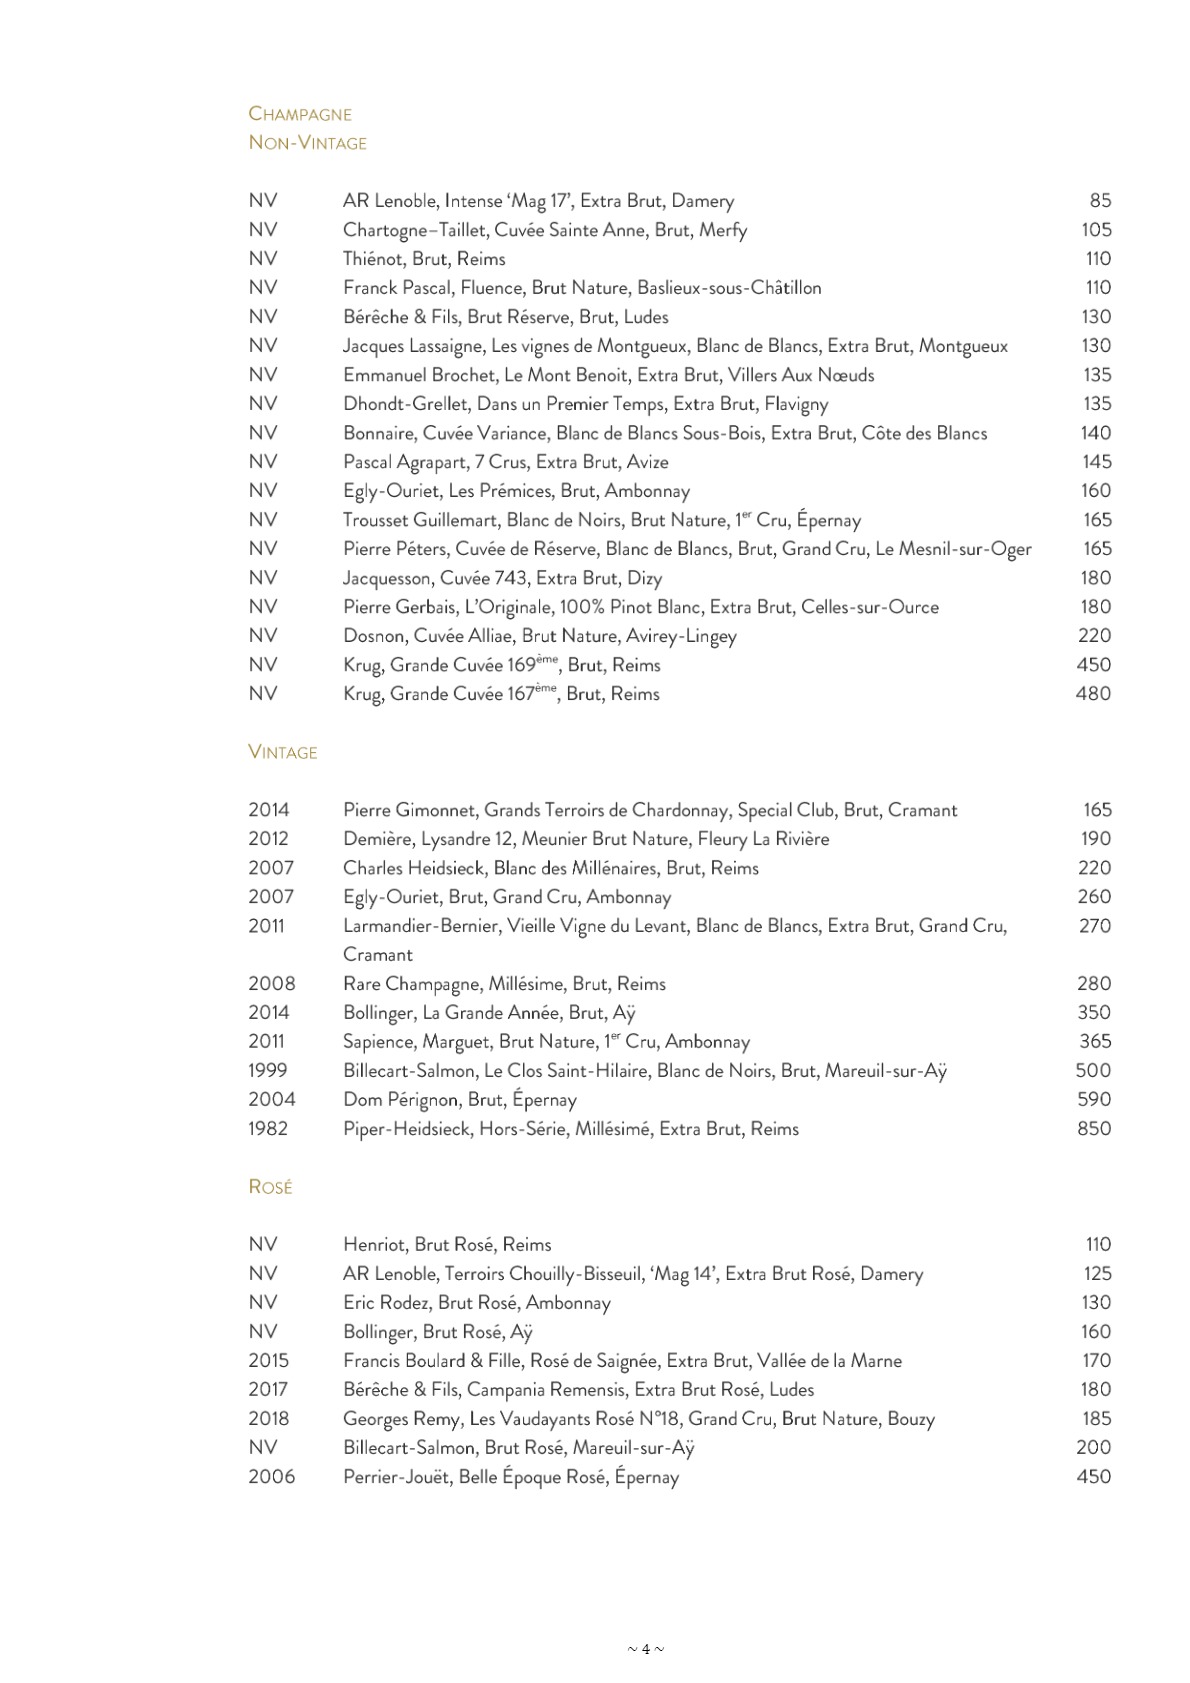 CHAMPAGNE
NON-VINTAGE
NV AR Lenoble, Intense ‘Mag 17’, Extra Brut, Damery 85
NV Chartogne–Taillet, Cuvée Sainte Anne, Brut, Merfy 105
NV Thiénot, Brut, Reims 110
NV Franck Pascal, Fluence, Brut Nature, Baslieux-sous-Châtillon 110
NV Bérêche & Fils, Brut Réserve, Brut, Ludes 130
NV Jacques Lassaigne, Les vignes de Montgueux, Blanc de Blancs, Extra Brut, Montgueux 130
NV Emmanuel Brochet, Le Mont Benoit, Extra Brut, Villers Aux Nœuds 135
NV Dhondt-Grellet, Dans un Premier Temps, Extra Brut, Flavigny 135
NV Bonnaire, Cuvée Variance, Blanc de Blancs Sous-Bois, Extra Brut, Côte des Blancs 140
NV Pascal Agrapart, 7 Crus, Extra Brut, Avize 145
NV Egly-Ouriet, Les Prémices, Brut, Ambonnay 160
NV Trousset Guillemart, Blanc de Noirs, Brut Nature, 1er Cru, Épernay 165
NV Pierre Péters, Cuvée de Réserve, Blanc de Blancs, Brut, Grand Cru, Le Mesnil-sur-Oger 165
NV Jacquesson, Cuvée 743, Extra Brut, Dizy 180
NV Pierre Gerbais, L’Originale, 100% Pinot Blanc, Extra Brut, Celles-sur-Ource 180
NV Dosnon, Cuvée Alliae, Brut Nature, Avirey-Lingey 220
NV Krug, Grande Cuvée 169ème, Brut, Reims 450
NV Krug, Grande Cuvée 167ème, Brut, Reims 480
VINTAGE
2014 Pierre Gimonnet, Grands Terroirs de Chardonnay, Special Club, Brut, Cramant 165
2012 Demière, Lysandre 12, Meunier Brut Nature, Fleury La Rivière 190
2007 Charles Heidsieck, Blanc des Millénaires, Brut, Reims 220
2007 Egly-Ouriet, Brut, Grand Cru, Ambonnay 260
2011 Larmandier-Bernier, Vieille Vigne du Levant, Blanc de Blancs, Extra Brut, Grand Cru, 270
Cramant
2008 Rare Champagne, Millésime, Brut, Reims 280
2014 Bollinger, La Grande Année, Brut, Aÿ 350
2011 Sapience, Marguet, Brut Nature, 1er Cru, Ambonnay 365
1999 Billecart-Salmon, Le Clos Saint-Hilaire, Blanc de Noirs, Brut, Mareuil-sur-Aÿ 500
2004 Dom Pérignon, Brut, Épernay 590
1982 Piper-Heidsieck, Hors-Série, Millésimé, Extra Brut, Reims 850
ROSÉ
NV Henriot, Brut Rosé, Reims 110
NV AR Lenoble, Terroirs Chouilly-Bisseuil, ‘Mag 14’, Extra Brut Rosé, Damery 125
NV Eric Rodez, Brut Rosé, Ambonnay 130
NV Bollinger, Brut Rosé, Aÿ 160
2015 Francis Boulard & Fille, Rosé de Saignée, Extra Brut, Vallée de la Marne 170
2017 Bérêche & Fils, Campania Remensis, Extra Brut Rosé, Ludes 180
2018 Georges Remy, Les Vaudayants Rosé N°18, Grand Cru, Brut Nature, Bouzy 185
NV Billecart-Salmon, Brut Rosé, Mareuil-sur-Aÿ 200
2006 Perrier-Jouët, Belle Époque Rosé, Épernay 450
~ 4 ~